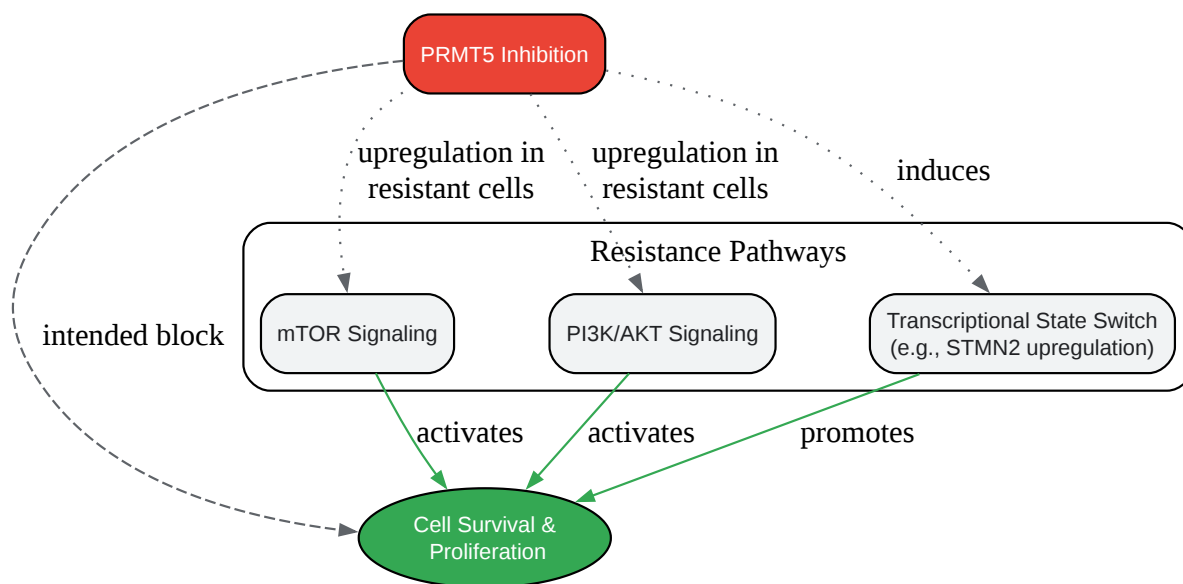 PRMT5 Inhibition
upregulation in
resistant cells
upregulation in
resistant cells
induces
Resistance Pathways
intended block
mTOR Signaling
PI3K/AKT Signaling
Transcriptional State Switch
(e.g., STMN2 upregulation)
activates
activates
promotes
Cell Survival &
Proliferation